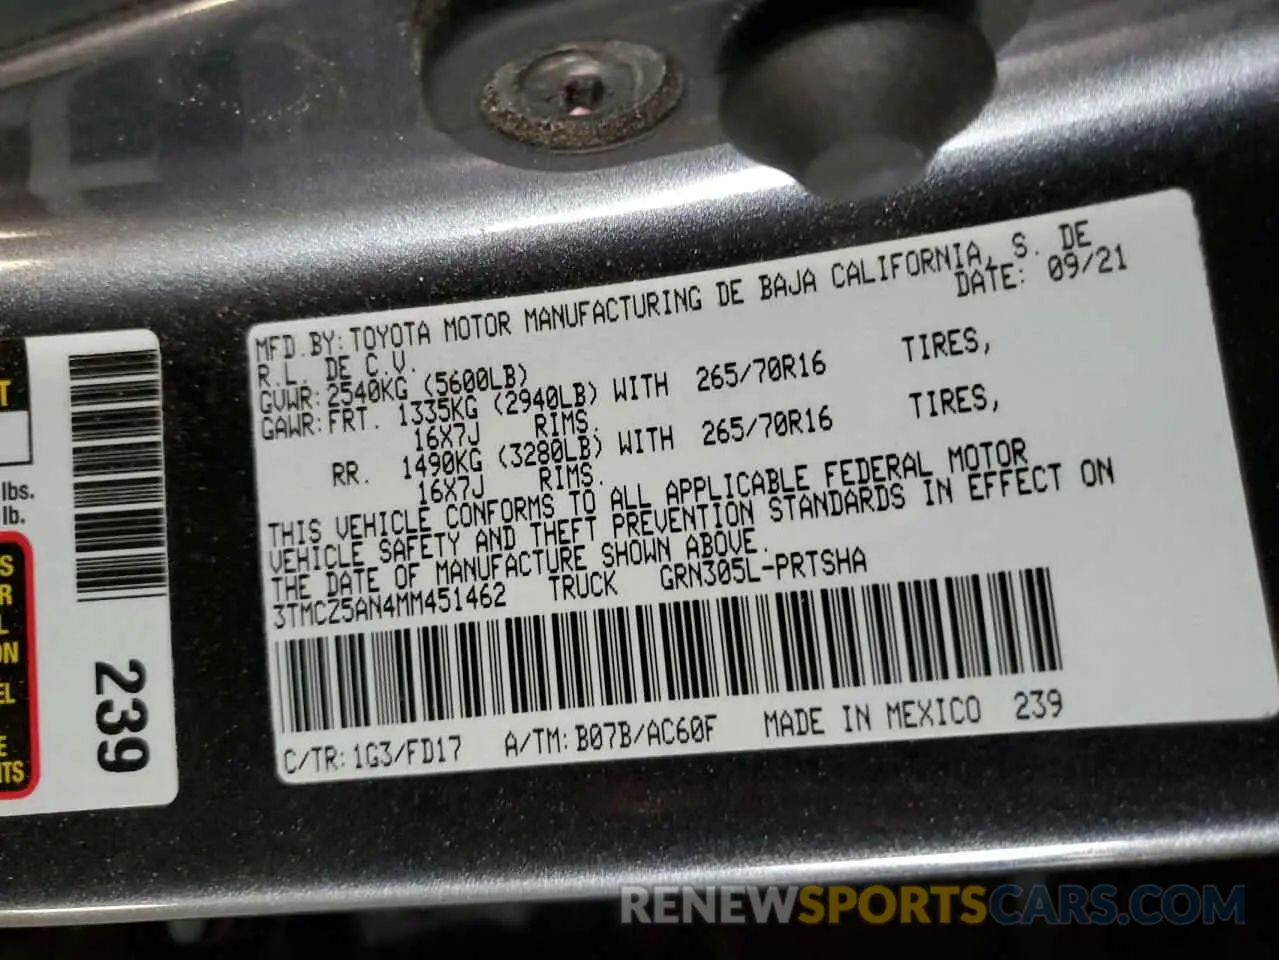 MFD.BY:TOYOTA MOTOR MANUFACTURING DE BAJA CALIFORNIA, S. DE
R.L. DE C.V. DATE: 09/21
GVWR:2540KG (5600LB)
GAWR:FRT. 1335KG (2940LB) WITH 265/70R16 TIRES,
16X7J RIMS.
RR. 1490KG (3280LB) WITH 265/70R16 TIRES,
16X7J RIMS.
THIS VEHICLE CONFORMS TO ALL APPLICABLE FEDERAL MOTOR
VEHICLE SAFETY AND THEFT PREVENTION STANDARDS IN EFFECT ON
THE DATE OF MANUFACTURE SHOWN ABOVE.
3TMCZ5AN4MM451462 TRUCK GRN305L-PRTSHA
C/TR:1G3/FD17 A/TM:B07B/AC60F MADE IN MEXICO 239
lbs.
lb.
239
RENEWSPORTSCARS.COM